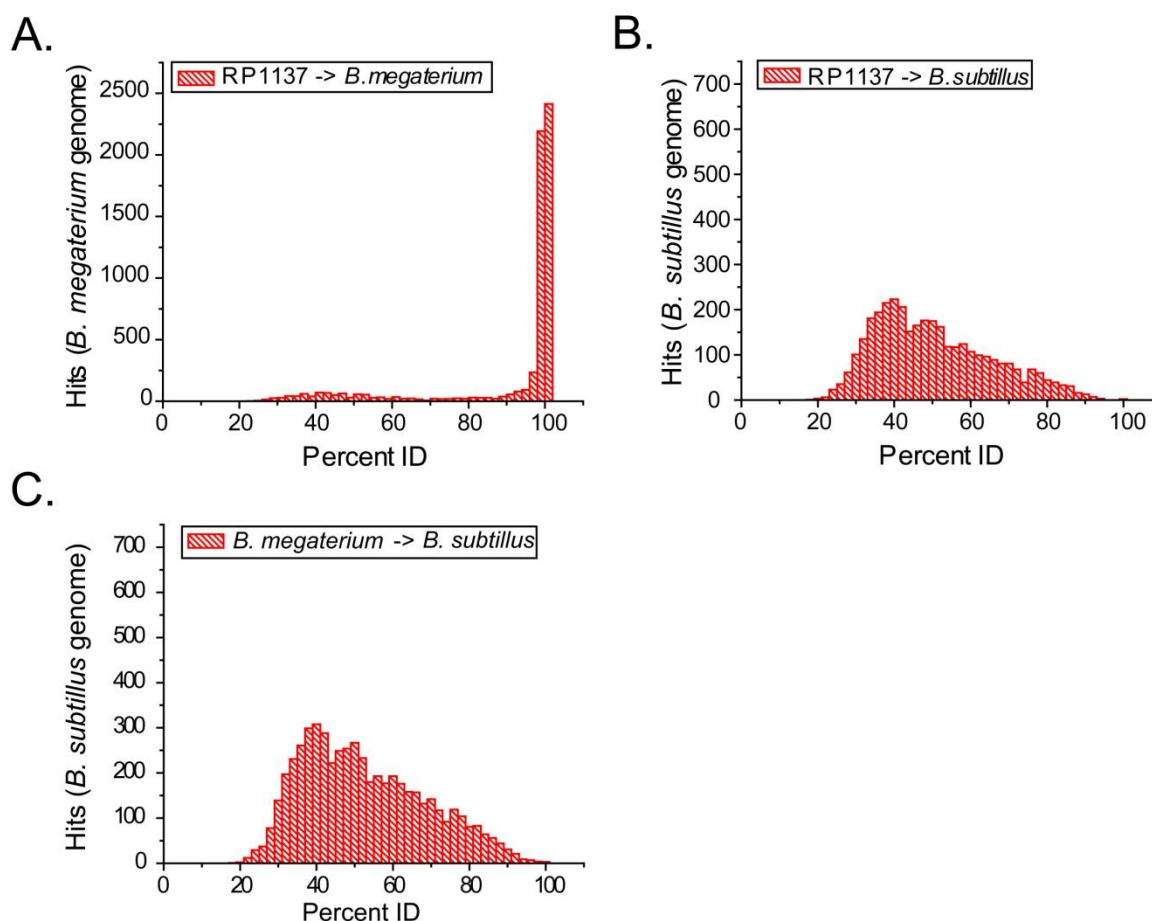 A.
RP1137 -> B.megaterium
Hits (B. megaterium genome)
2500
2000
1500
1000
500
0
0 20 40 60 80 100
Percent ID
B.
RP1137 -> B.subtillus
Hits (B. subtillus genome)
700
600
500
400
300
200
100
0
0 20 40 60 80 100
Percent ID
C.
B. megaterium -> B. subtillus
Hits (B. subtillus genome)
700
600
500
400
300
200
100
0
0 20 40 60 80 100
Percent ID